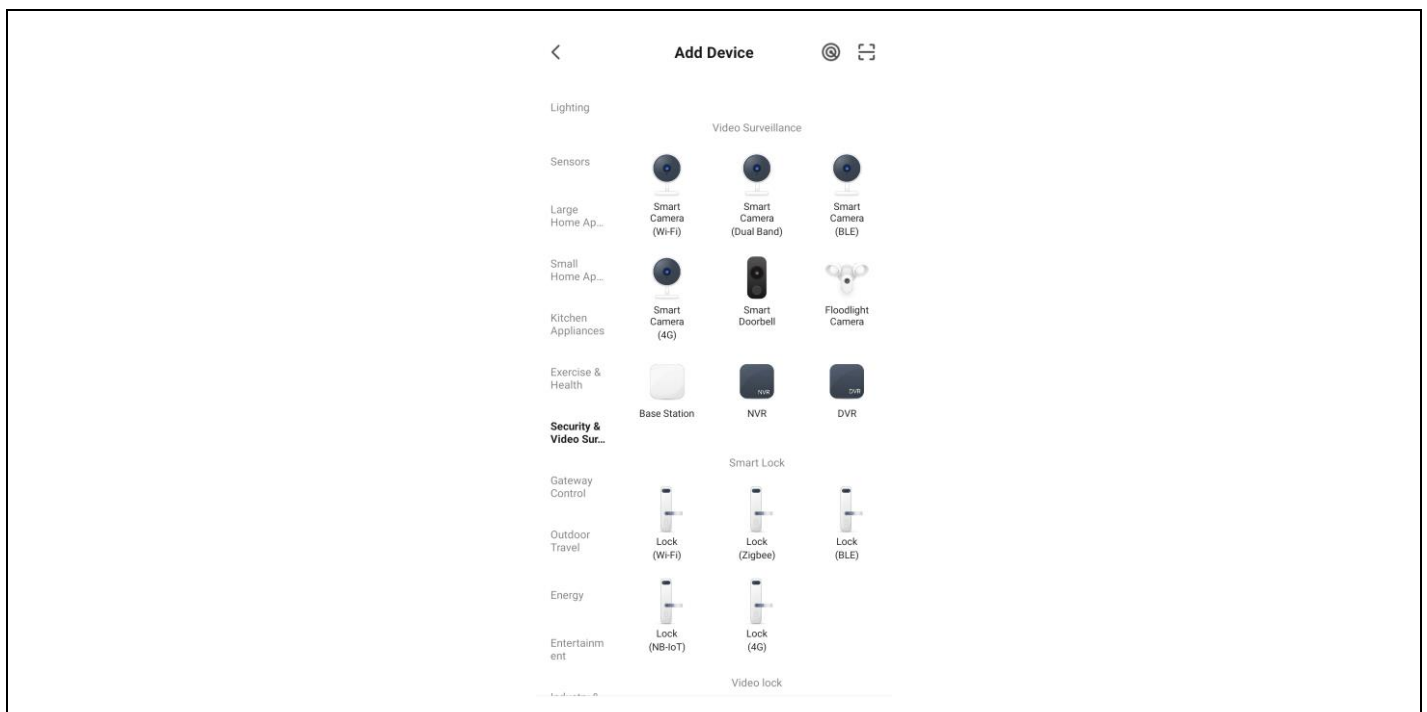 Add Device
Lighting
Sensors
Large
Home Ap...
Small
Home Ap...
Kitchen
Appliances
Exercise &
Health
Security &
Video Sur...
Gateway
Control
Outdoor
Travel
Energy
Entertainm
ent
Video Surveillance
Smart
Camera
(Wi-Fi)
Smart
Camera
(Dual Band)
Smart
Camera
(BLE)
Smart
Camera
(4G)
Smart
Doorbell
Floodlight
Camera
Base Station
NVR
NVR
DVR
DVR
Smart Lock
Lock
(Wi-Fi)
Lock
(Zigbee)
Lock
(BLE)
Lock
(NB-IoT)
Lock
(4G)
Video lock